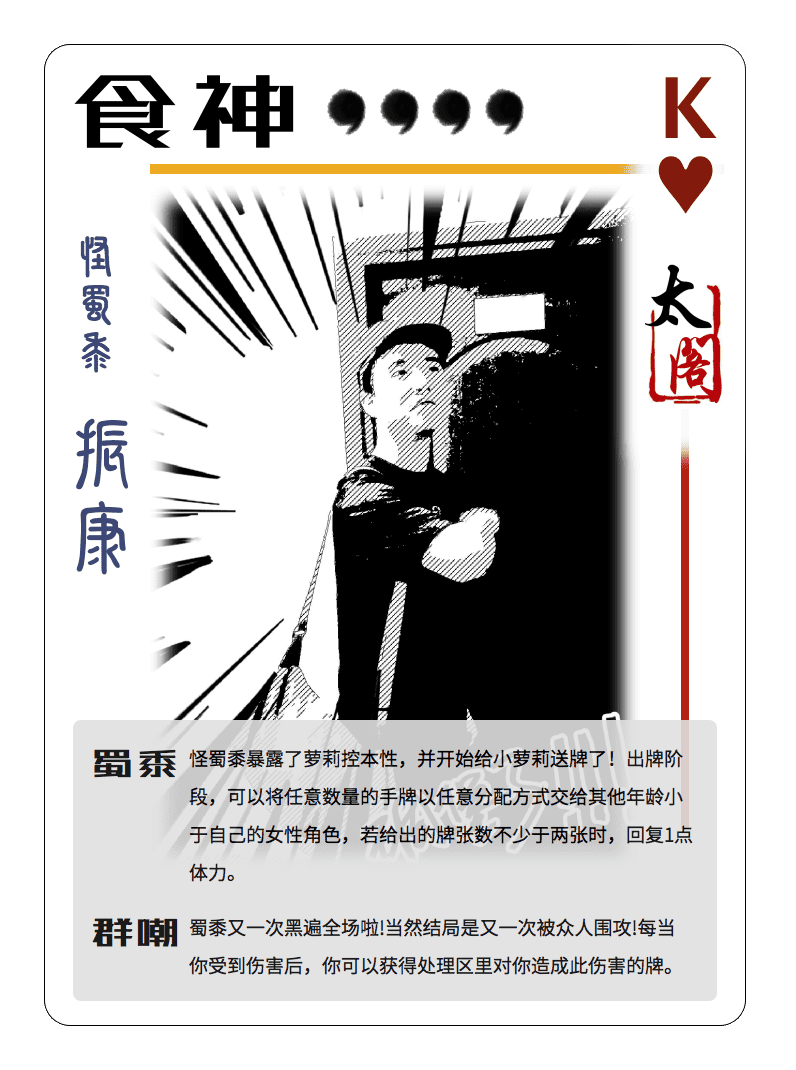 食神
K
怪蜀黍
振康
太阁
蜀黍
怪蜀黍暴露了萝莉控本性，并开始给小萝莉送牌了！出牌阶
段，可以将任意数量的手牌以任意分配方式交给其他年龄小
于自己的女性角色，若给出的牌张数不少于两张时，回复1点
体力。
群嘲
蜀黍又一次黑遍全场啦!当然结局是又一次被众人围攻!每当
你受到伤害后，你可以获得处理区里对你造成此伤害的牌。